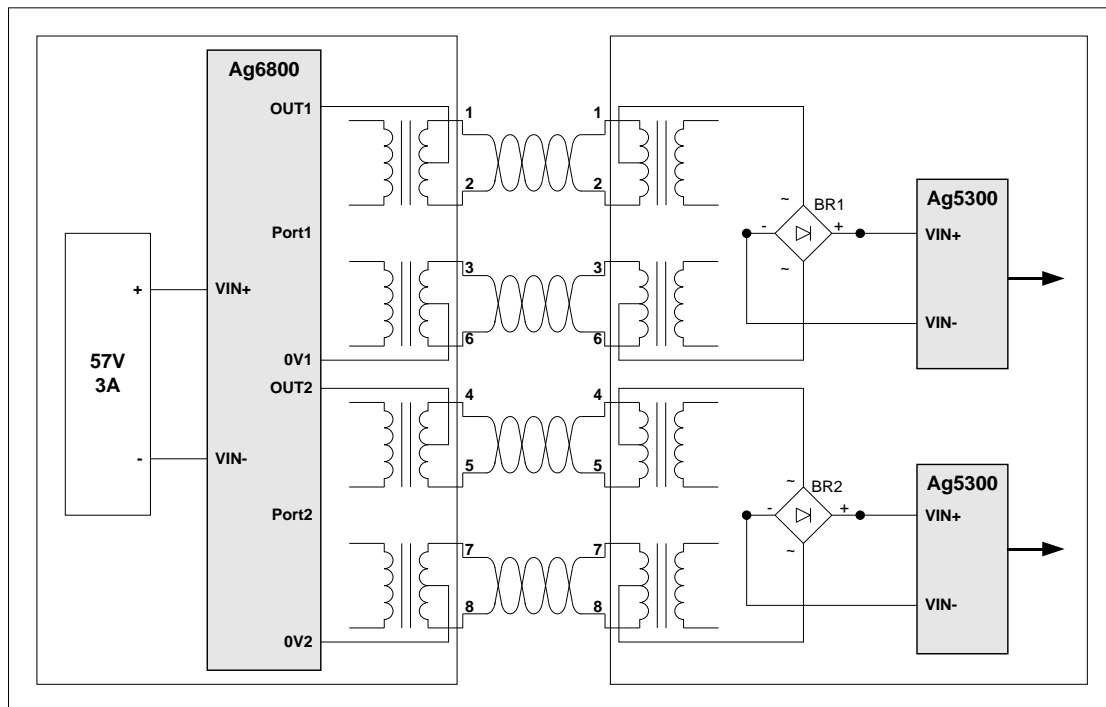 Ag6800
OUT1
Port1
+
VIN+
57V
3A
0V1
OUT2
-
VIN-
Port2
0V2
1
1
2
2
3
3
6
6
4
4
5
5
7
7
8
8
~
BR1
-
+
~
Ag5300
VIN+
VIN-
~
BR2
-
+
~
Ag5300
VIN+
VIN-